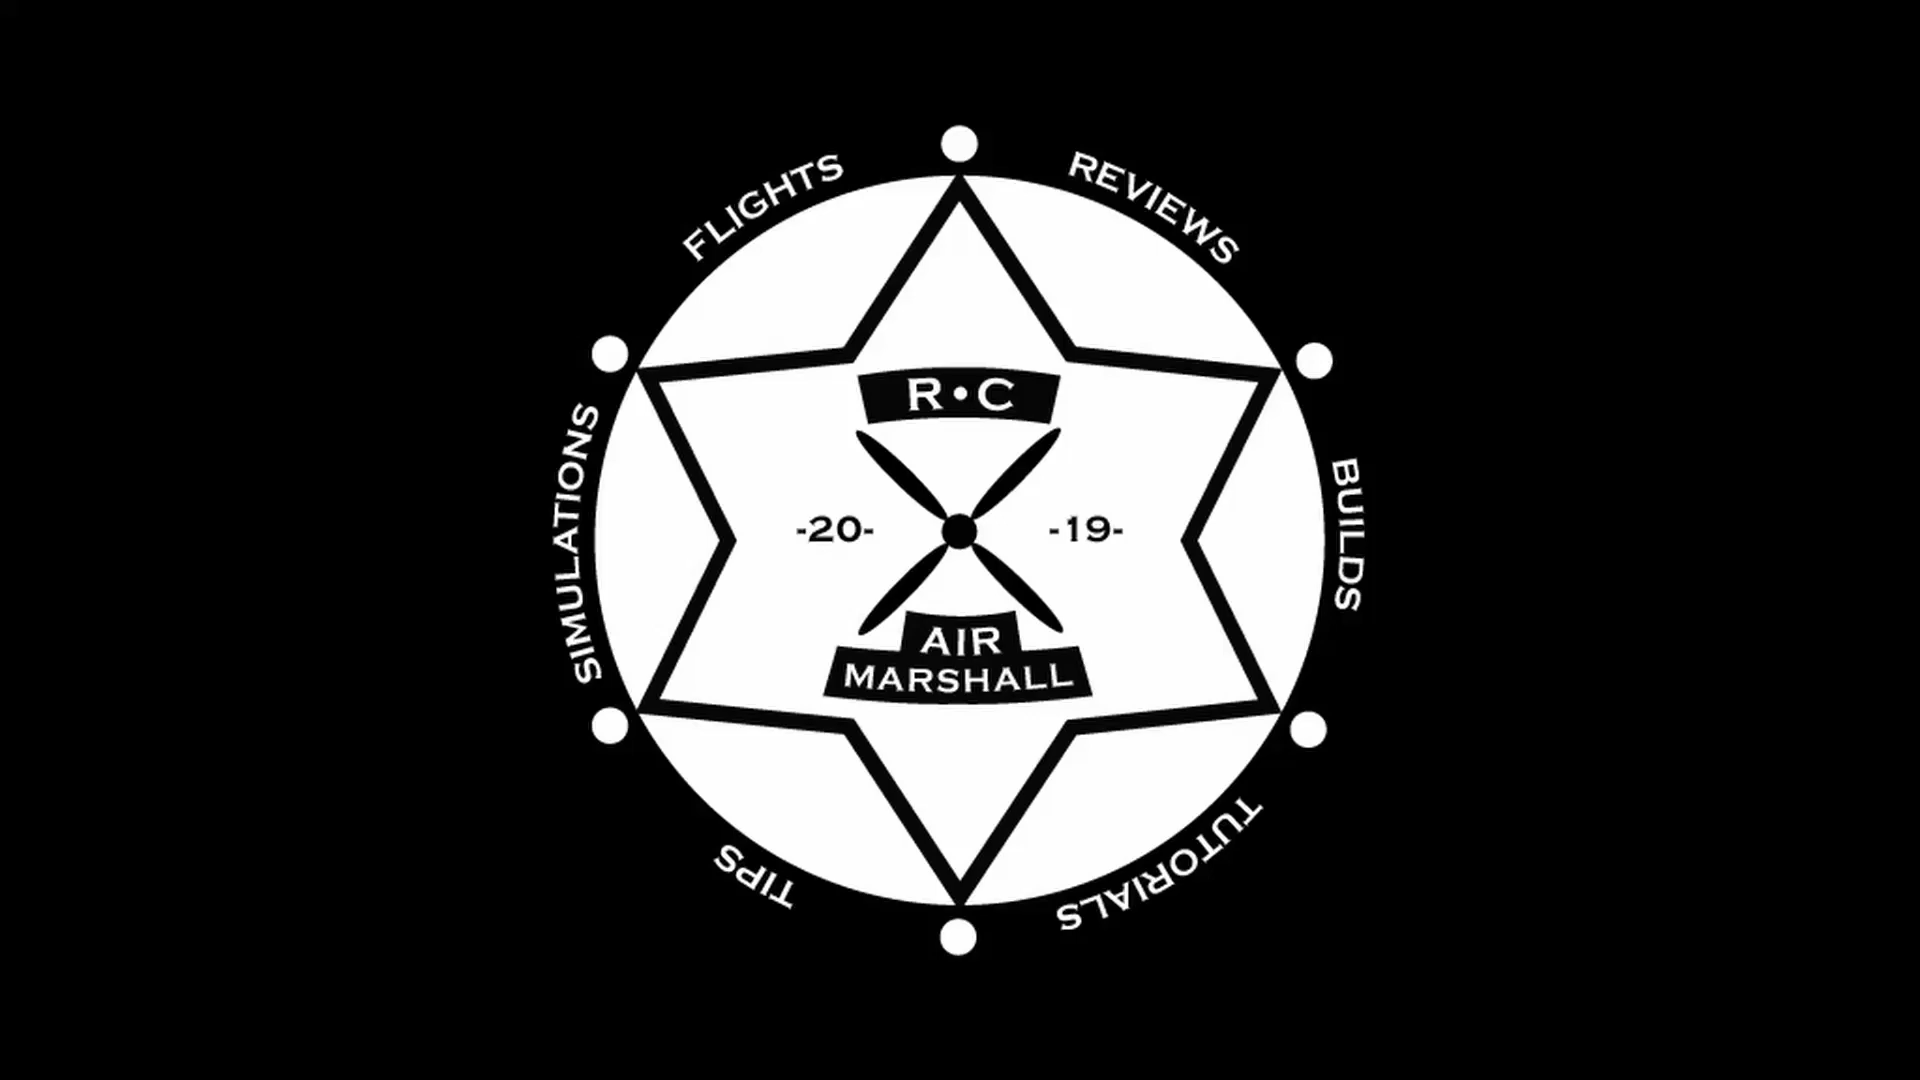 FLIGHTS
REVIEWS
BUILDS
TUTORIALS
TIPS
SIMULATIONS
R•C
-20- -19-
AIR
MARSHALL